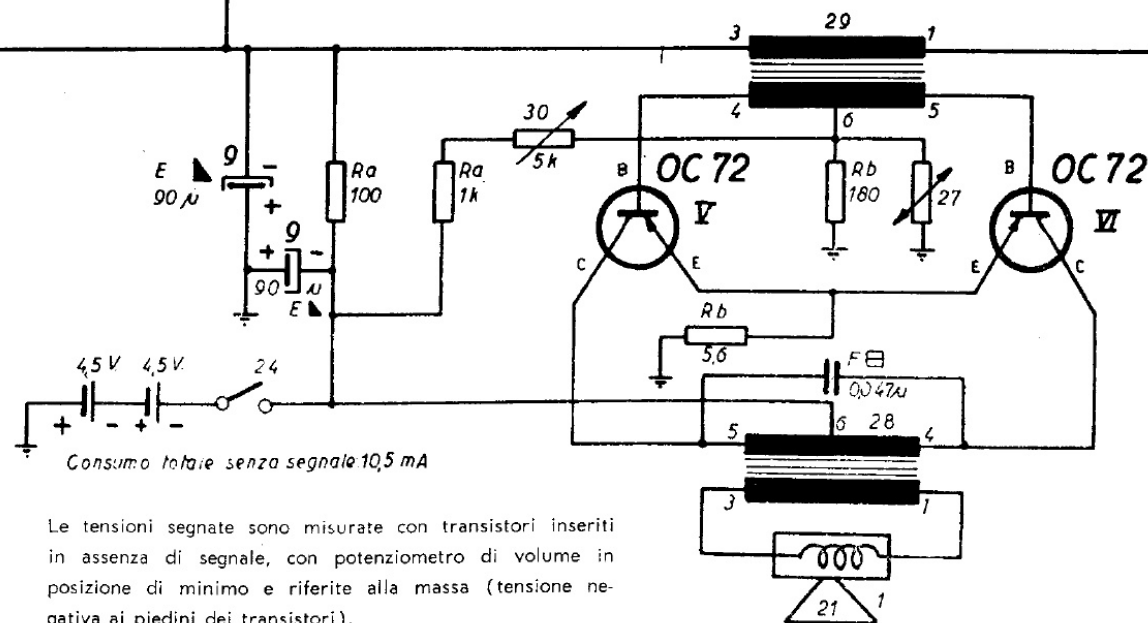 29
3 1
4 5
6
30
5k
E 9 -
90 µ
+
Ra
100
Ra
1k
B OC 72
V
Rb
180
27
B OC 72
VI
9
+ -
90 µ
E
C E
E C
Rb
5,6
4,5 V. 4,5 V. 24
+ - + -
F
0,047µ
5 6 28 4
3 1
Consumo totale senza segnale 10,5 mA
Le tensioni segnate sono misurate con transistori inseriti
in assenza di segnale, con potenziometro di volume in
posizione di minimo e riferite alla massa (tensione ne-
gativa ai piedini dei transistori).
21 1